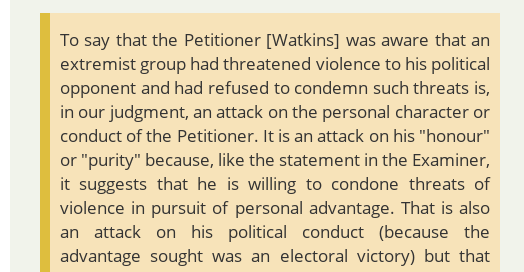 To say that the Petitioner [Watkins] was aware that an
extremist group had threatened violence to his political
opponent and had refused to condemn such threats is,
in our judgment, an attack on the personal character or
conduct of the Petitioner. It is an attack on his "honour"
or "purity" because, like the statement in the Examiner,
it suggests that he is willing to condone threats of
violence in pursuit of personal advantage. That is also
an attack on his political conduct (because the
advantage sought was an electoral victory) but that